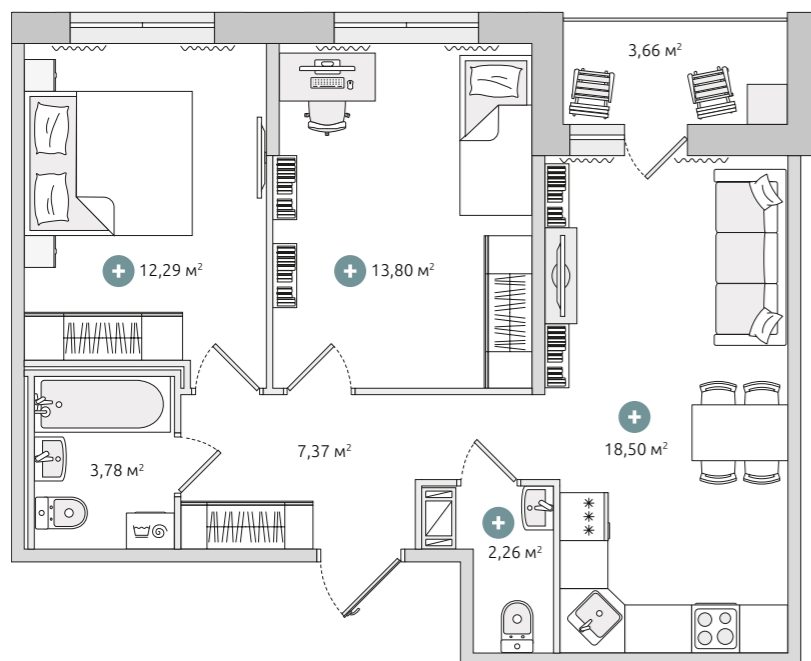 3,66 м²
12,29 м²
13,80 м²
3,78 м²
7,37 м²
18,50 м²
2,26 м²